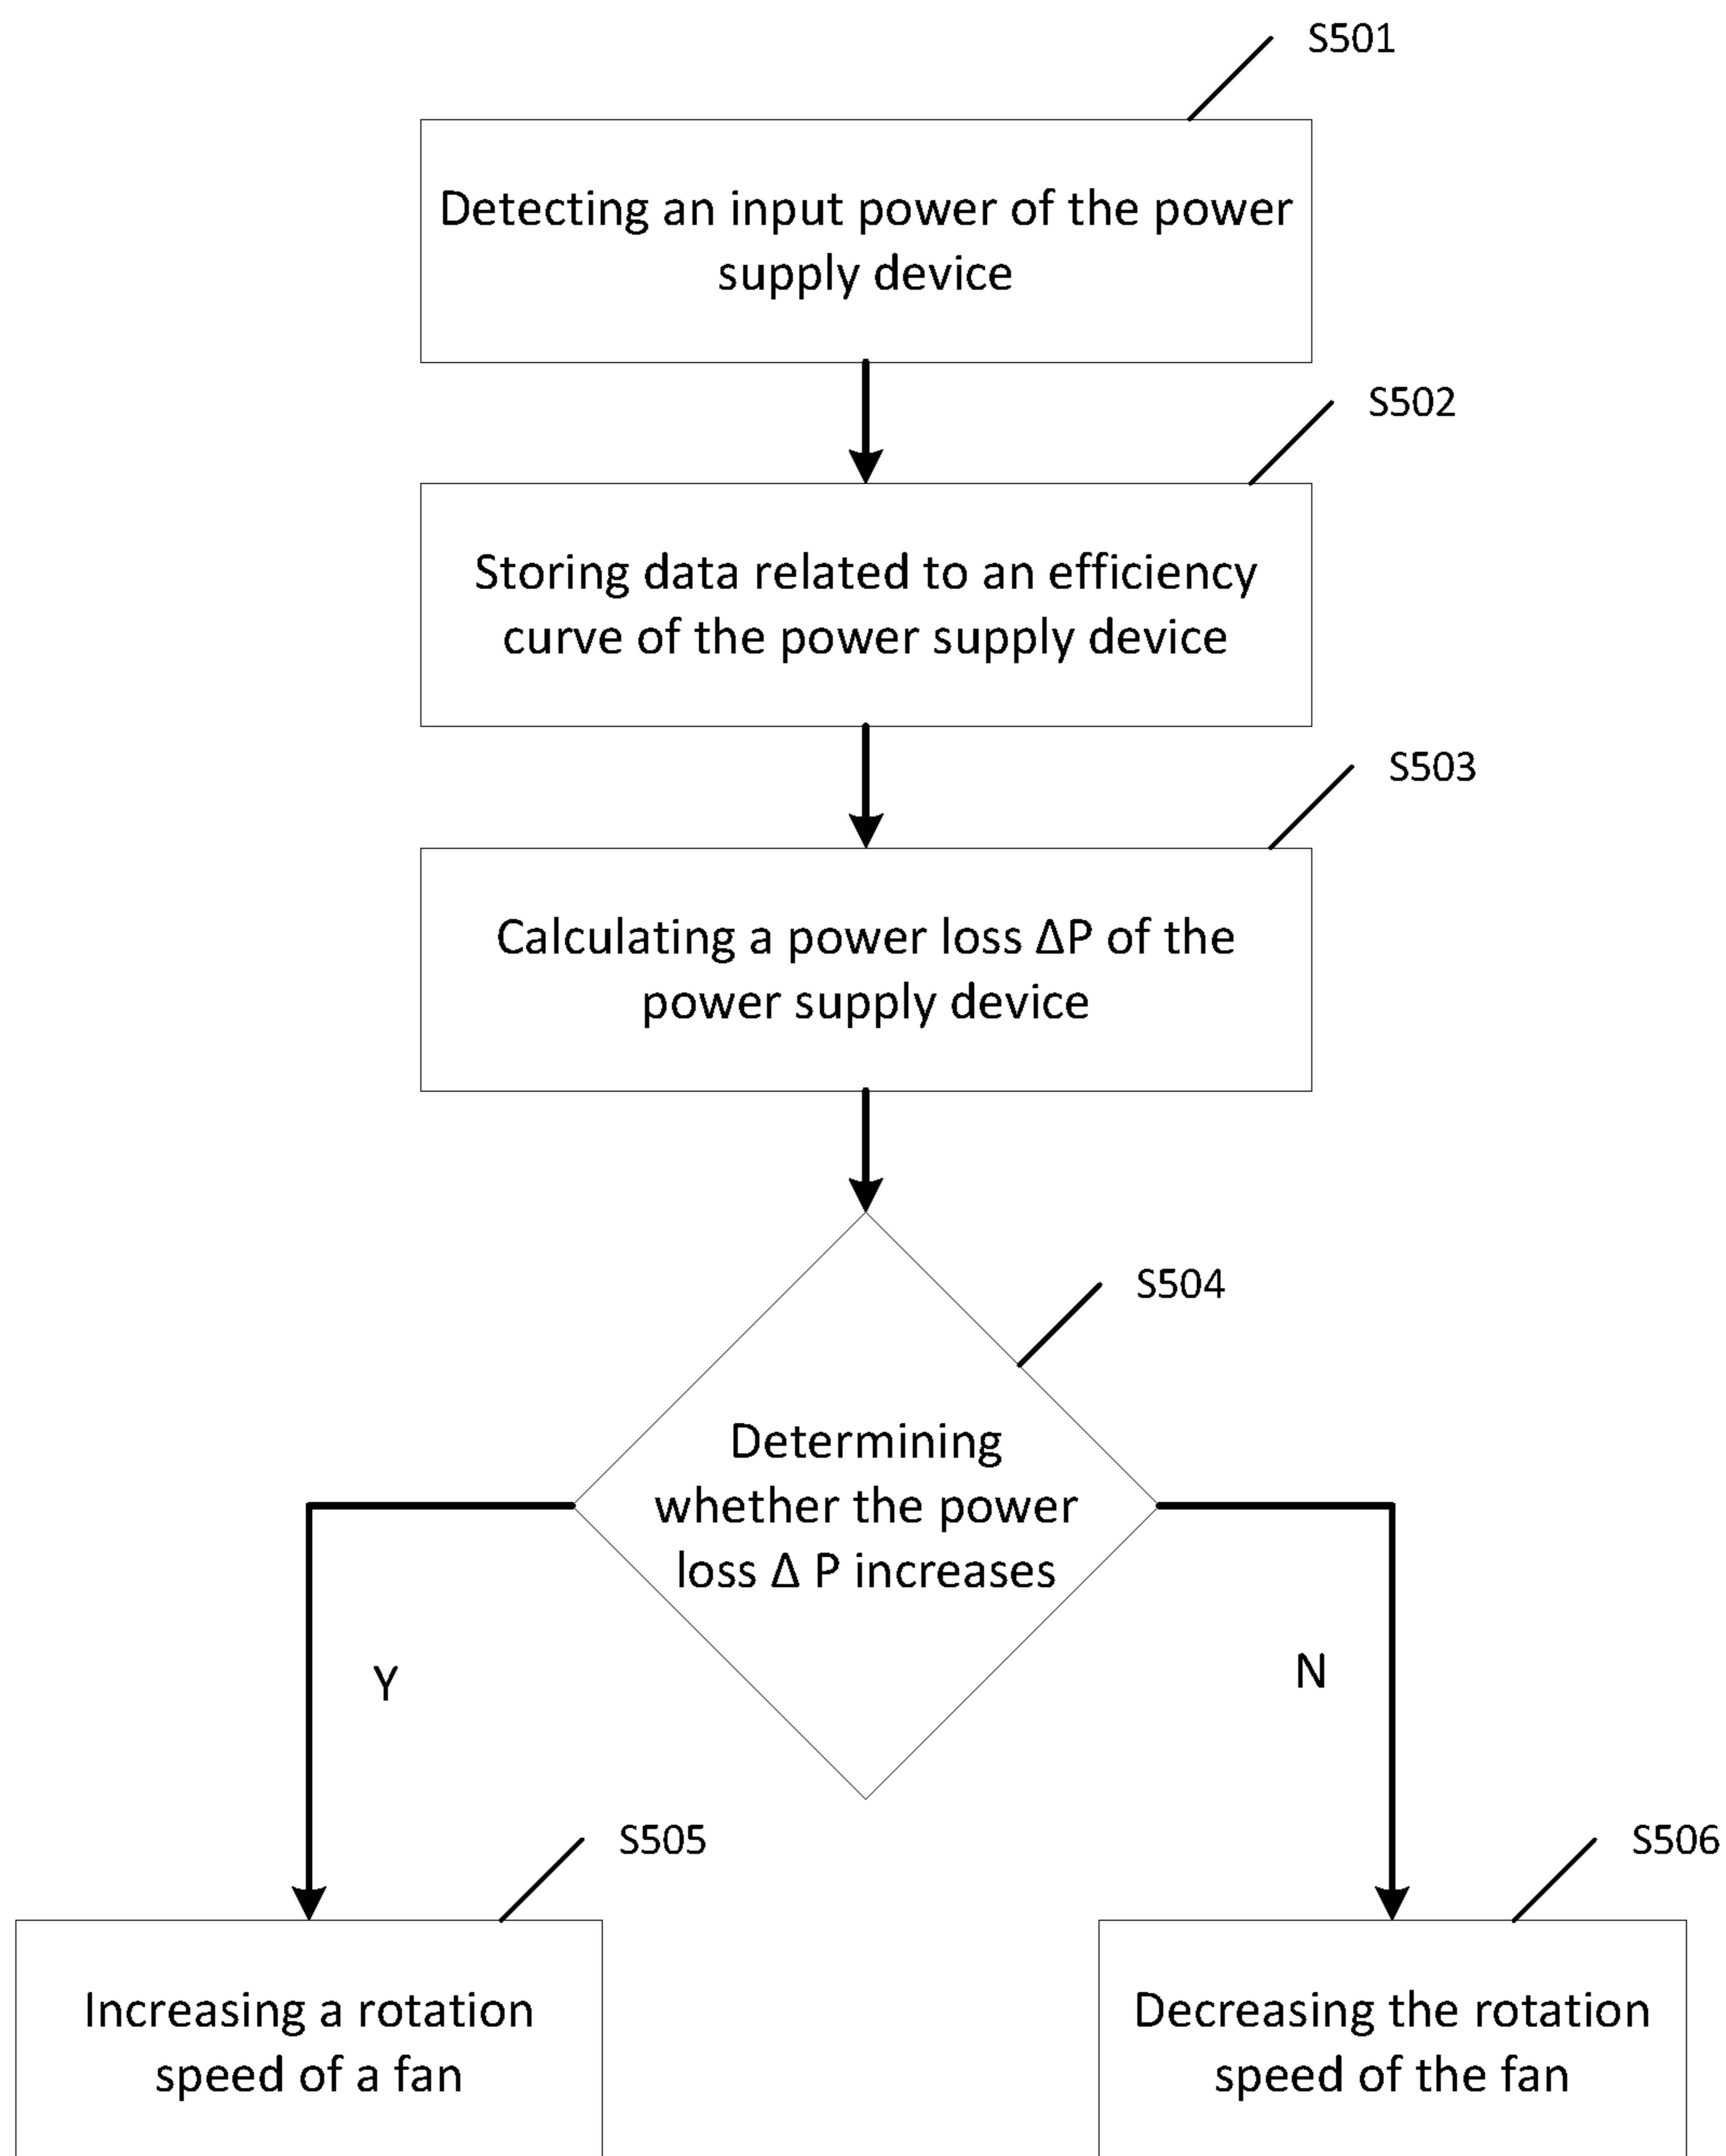 S501
Detecting an input power of the power
supply device
S502
Storing data related to an efficiency
curve of the power supply device
S503
Calculating a power loss ΔP of the
power supply device
S504
Determining
whether the power
loss Δ P increases
Y
N
S505
S506
Increasing a rotation
speed of a fan
Decreasing the rotation
speed of the fan